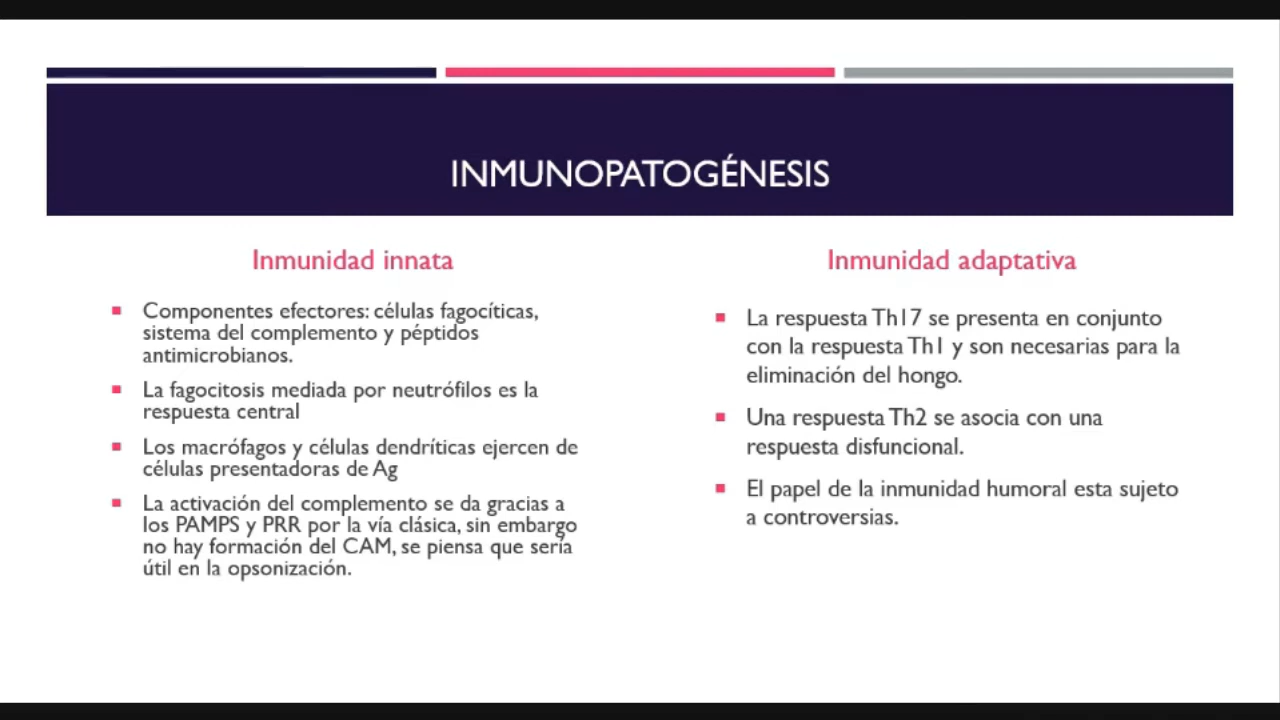 INMUNOPATOGÉNESIS
Inmunidad innata
Componentes efectores: células fagocíticas,
sistema del complemento y péptidos
antimicrobianos.
La fagocitosis mediada por neutrófilos es la
respuesta central
Los macrófagos y células dendríticas ejercen de
células presentadoras de Ag
La activación del complemento se da gracias a
los PAMPS y PRR por la vía clásica, sin embargo
no hay formación del CAM, se piensa que sería
útil en la opsonización.
Inmunidad adaptativa
La respuesta Th17 se presenta en conjunto
con la respuesta Th1 y son necesarias para la
eliminación del hongo.
Una respuesta Th2 se asocia con una
respuesta disfuncional.
El papel de la inmunidad humoral esta sujeto
a controversias.